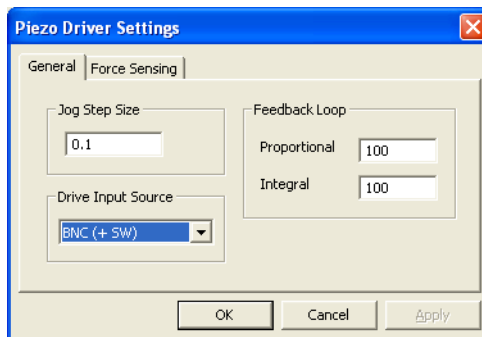 Piezo Driver Settings
General
Force Sensing
Jog Step Size
0.1
Drive Input Source
BNC (+ SW)
Feedback Loop
Proportional
100
Integral
100
OK
Cancel
Apply